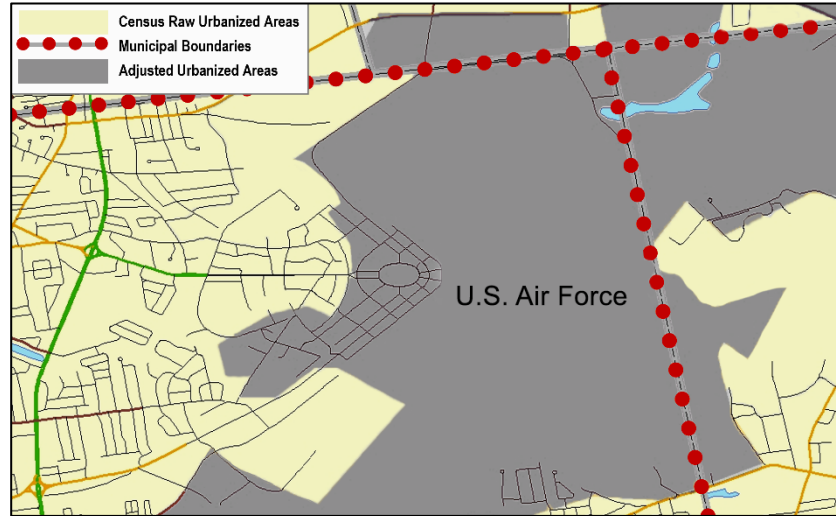 Census Raw Urbanized Areas
Municipal Boundaries
Adjusted Urbanized Areas
U.S. Air Force